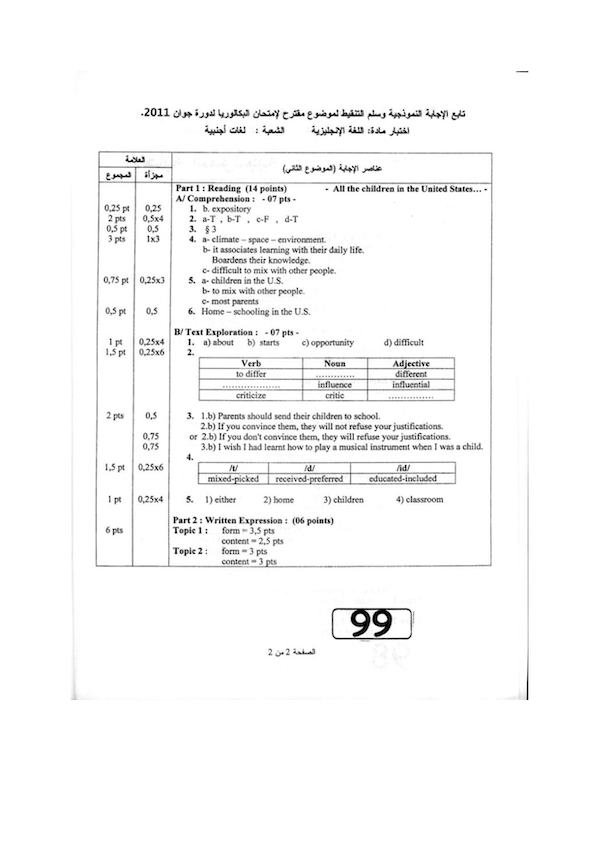 تابع الإجابة النموذجية وسلم التنقيط لموضوع مقترح لإمتحان البكالوريا لدورة جوان 2011.
اختبار مادة: اللغة الإنجليزية الشعبة : لغات أجنبية
العلامة
عناصر الإجابة (الموضوع الثاني)
المجموع مجزأة
Part 1 : Reading (14 points) - All the children in the United States... -
A/ Comprehension : - 07 pts -
0,25 pt 0,25 1. b. expository
2 pts 0,5x4 2. a-T , b-T , c-F , d-T
0,5 pt 0,5 3. § 3
3 pts 1x3 4. a- climate – space – environment.
b- it associates learning with their daily life.
Boardens their knowledge.
c- difficult to mix with other people.
0,75 pt 0,25x3 5. a- children in the U.S.
b- to mix with other people.
c- most parents
0,5 pt 0,5 6. Home – schooling in the U.S.
B/ Text Exploration : - 07 pts -
1 pt 0,25x4 1. a) about b) starts c) opportunity d) difficult
1,5 pt 0,25x6 2.
Verb Noun Adjective
to differ ............. different
................... influence influential
criticize critic ...............
2 pts 0,5 3. 1.b) Parents should send their children to school.
2.b) If you convince them, they will not refuse your justifications.
0,75 or 2.b) If you don't convince them, they will refuse your justifications.
0,75 3.b) I wish I had learnt how to play a musical instrument when I was a child.
4.
1,5 pt 0,25x6 /t/ /d/ /id/
mixed-picked received-preferred educated-included
1 pt 0,25x4 5. 1) either 2) home 3) children 4) classroom
Part 2 : Written Expression : (06 points)
6 pts Topic 1 : form = 3,5 pts
content = 2,5 pts
Topic 2 : form = 3 pts
content = 3 pts
99
الصفحة 2 من 2